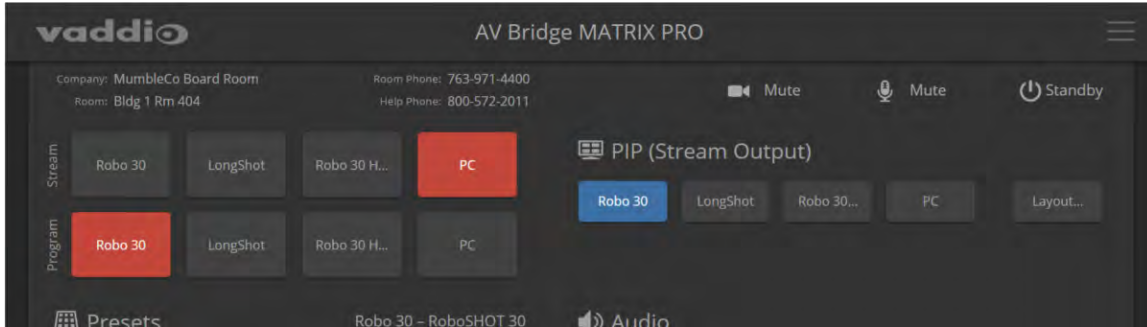 vaddio
AV Bridge MATRIX PRO
Company: MumbleCo Board Room
Room: Bldg 1 Rm 404
Room Phone: 763-971-4400
Help Phone: 800-572-2011
Mute
Mute
Standby
Stream
Robo 30
LongShot
Robo 30 H...
PC
Program
Robo 30
LongShot
Robo 30 H...
PC
PIP (Stream Output)
Robo 30
LongShot
Robo 30...
PC
Layout...
Presets
Robo 30 – RoboSHOT 30
Audio